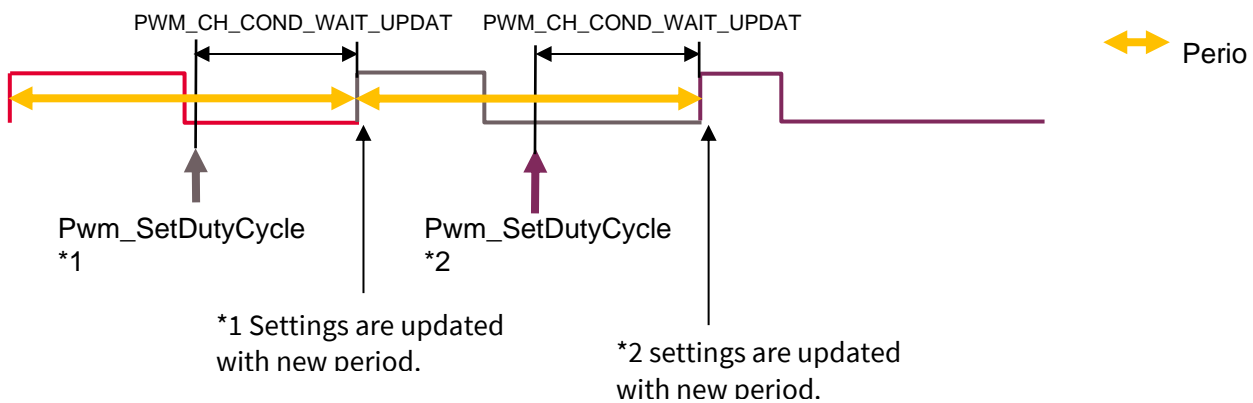 PWM_CH_COND_WAIT_UPDAT PWM_CH_COND_WAIT_UPDAT
Perio
Pwm_SetDutyCycle Pwm_SetDutyCycle
*1 *2
*1 Settings are updated
with new period.
*2 settings are updated
with new period.